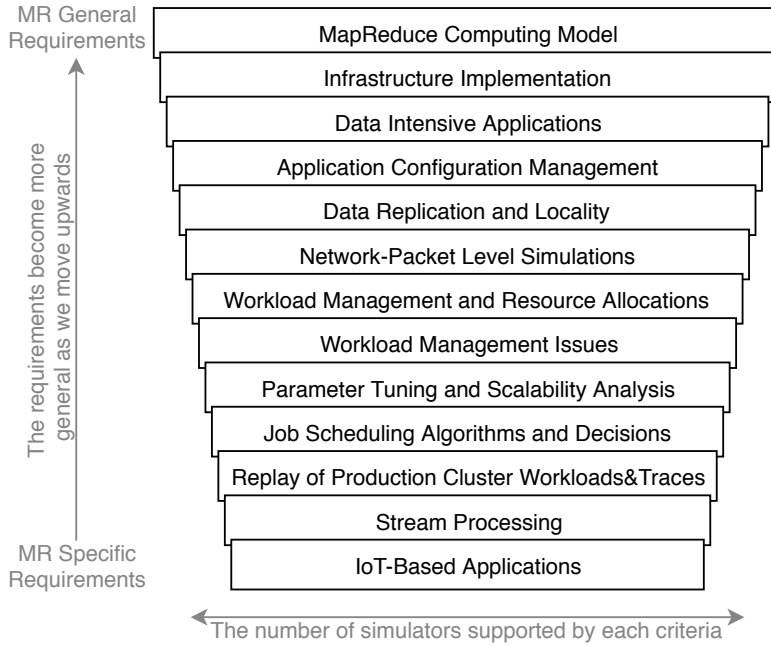 MR General
Requirements
MapReduce Computing Model
Infrastructure Implementation
Data Intensive Applications
Application Configuration Management
Data Replication and Locality
Network-Packet Level Simulations
Workload Management and Resource Allocations
Workload Management Issues
Parameter Tuning and Scalability Analysis
Job Scheduling Algorithms and Decisions
Replay of Production Cluster Workloads&Traces
Stream Processing
IoT-Based Applications
The requirements become more
general as we move upwards
MR Specific
Requirements
The number of simulators supported by each criteria